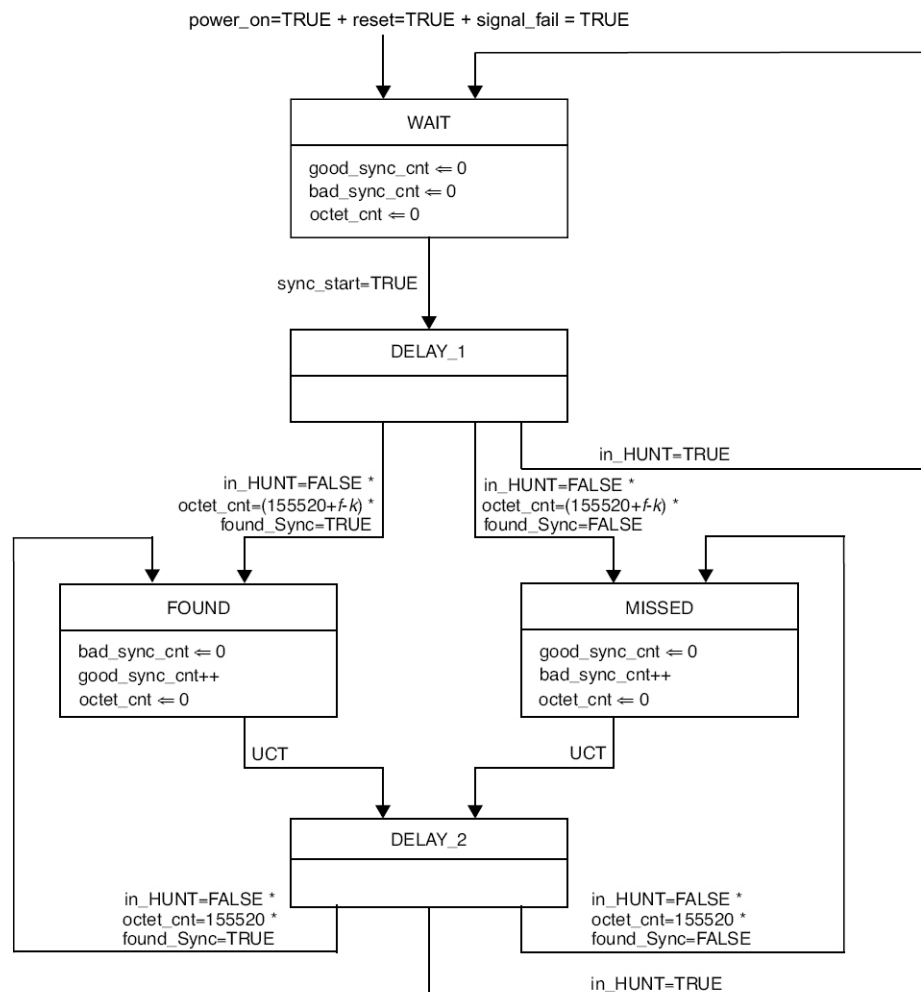 power_on=TRUE + reset=TRUE + signal_fail = TRUE
WAIT
good_sync_cnt ⇐ 0
bad_sync_cnt ⇐ 0
octet_cnt ⇐ 0
sync_start=TRUE
DELAY_1
in_HUNT=TRUE
in_HUNT=FALSE *
octet_cnt=(155520+f-k) *
found_Sync=TRUE
in_HUNT=FALSE *
octet_cnt=(155520+f-k) *
found_Sync=FALSE
FOUND
bad_sync_cnt ⇐ 0
good_sync_cnt++
octet_cnt ⇐ 0
MISSED
good_sync_cnt ⇐ 0
bad_sync_cnt++
octet_cnt ⇐ 0
UCT
UCT
DELAY_2
in_HUNT=FALSE *
octet_cnt=155520 *
found_Sync=TRUE
in_HUNT=FALSE *
octet_cnt=155520 *
found_Sync=FALSE
in_HUNT=TRUE